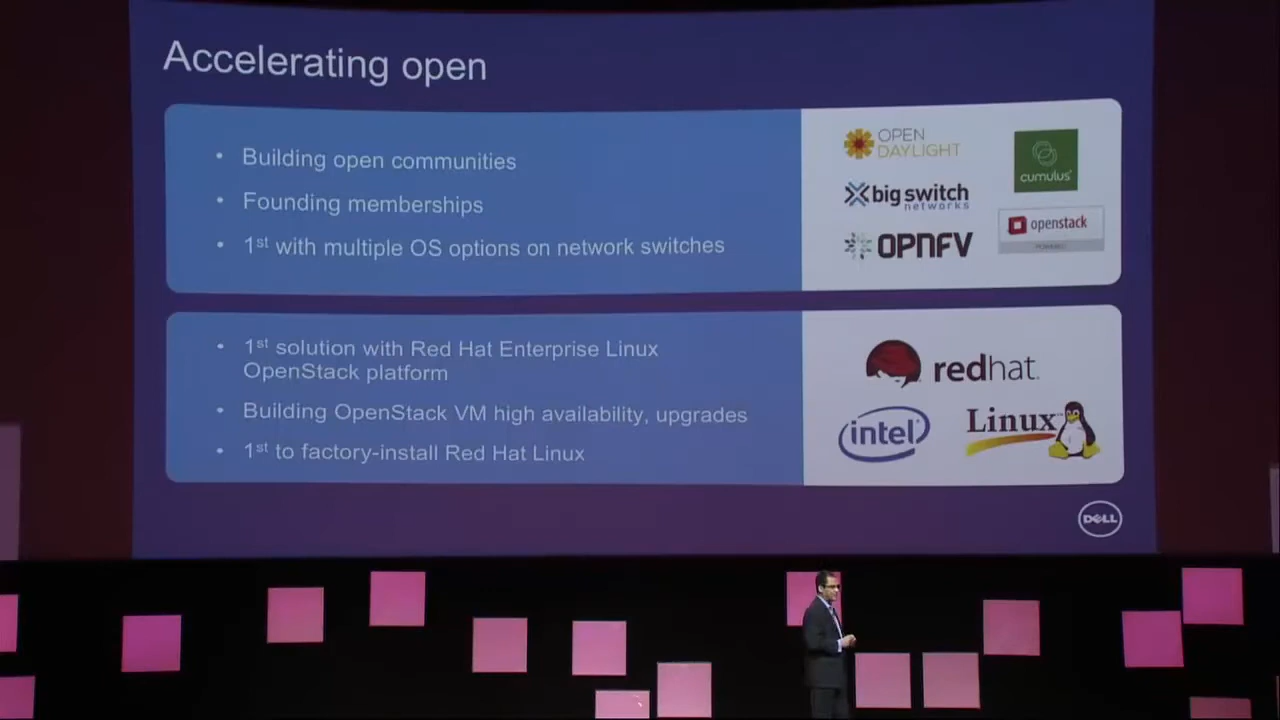 Accelerating open
• Building open communities
• Founding memberships
• 1st with multiple OS options on network switches
OPEN
DAYLIGHT
cumulus
big switch
networks
openstack
OPNFV
• 1st solution with Red Hat Enterprise Linux
OpenStack platform
• Building OpenStack VM high availability, upgrades
• 1st to factory-install Red Hat Linux
redhat.
intel
Linux
DELL